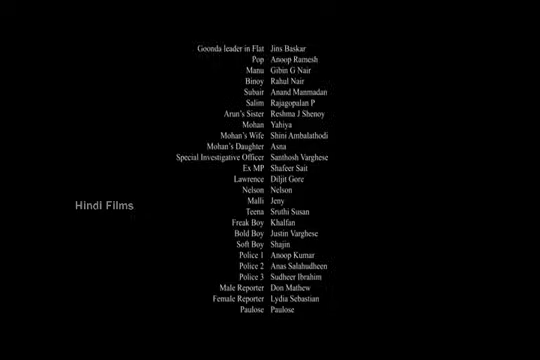 Goonda leader in Flat Jins Baskar
Pop Anoop Ramesh
Manu Gibin G Nair
Binoy Rahul Nair
Subair Anand Manmadan
Salim Rajagopalan P
Arun's Sister Reshma J Shenoy
Mohan Yahiya
Mohan's Wife Shini Ambalathodi
Mohan's Daughter Asna
Special Investigative Officer Santhosh Varghese
Ex MP Shafeer Sait
Lawrence Diljit Gore
Nelson Nelson
Malli Jeny
Teena Sruthi Susan
Freak Boy Khalfan
Bold Boy Justin Varghese
Soft Boy Shajin
Police 1 Anoop Kumar
Police 2 Anas Salahudheen
Police 3 Sudheer Ibrahim
Male Reporter Don Mathew
Female Reporter Lydia Sebastian
Paulose Paulose
Hindi Films